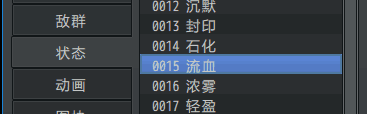 敌群
状态
动画
0012 沉默
0013 封印
0014 石化
0015 流血
0016 浓雾
0017 轻盈